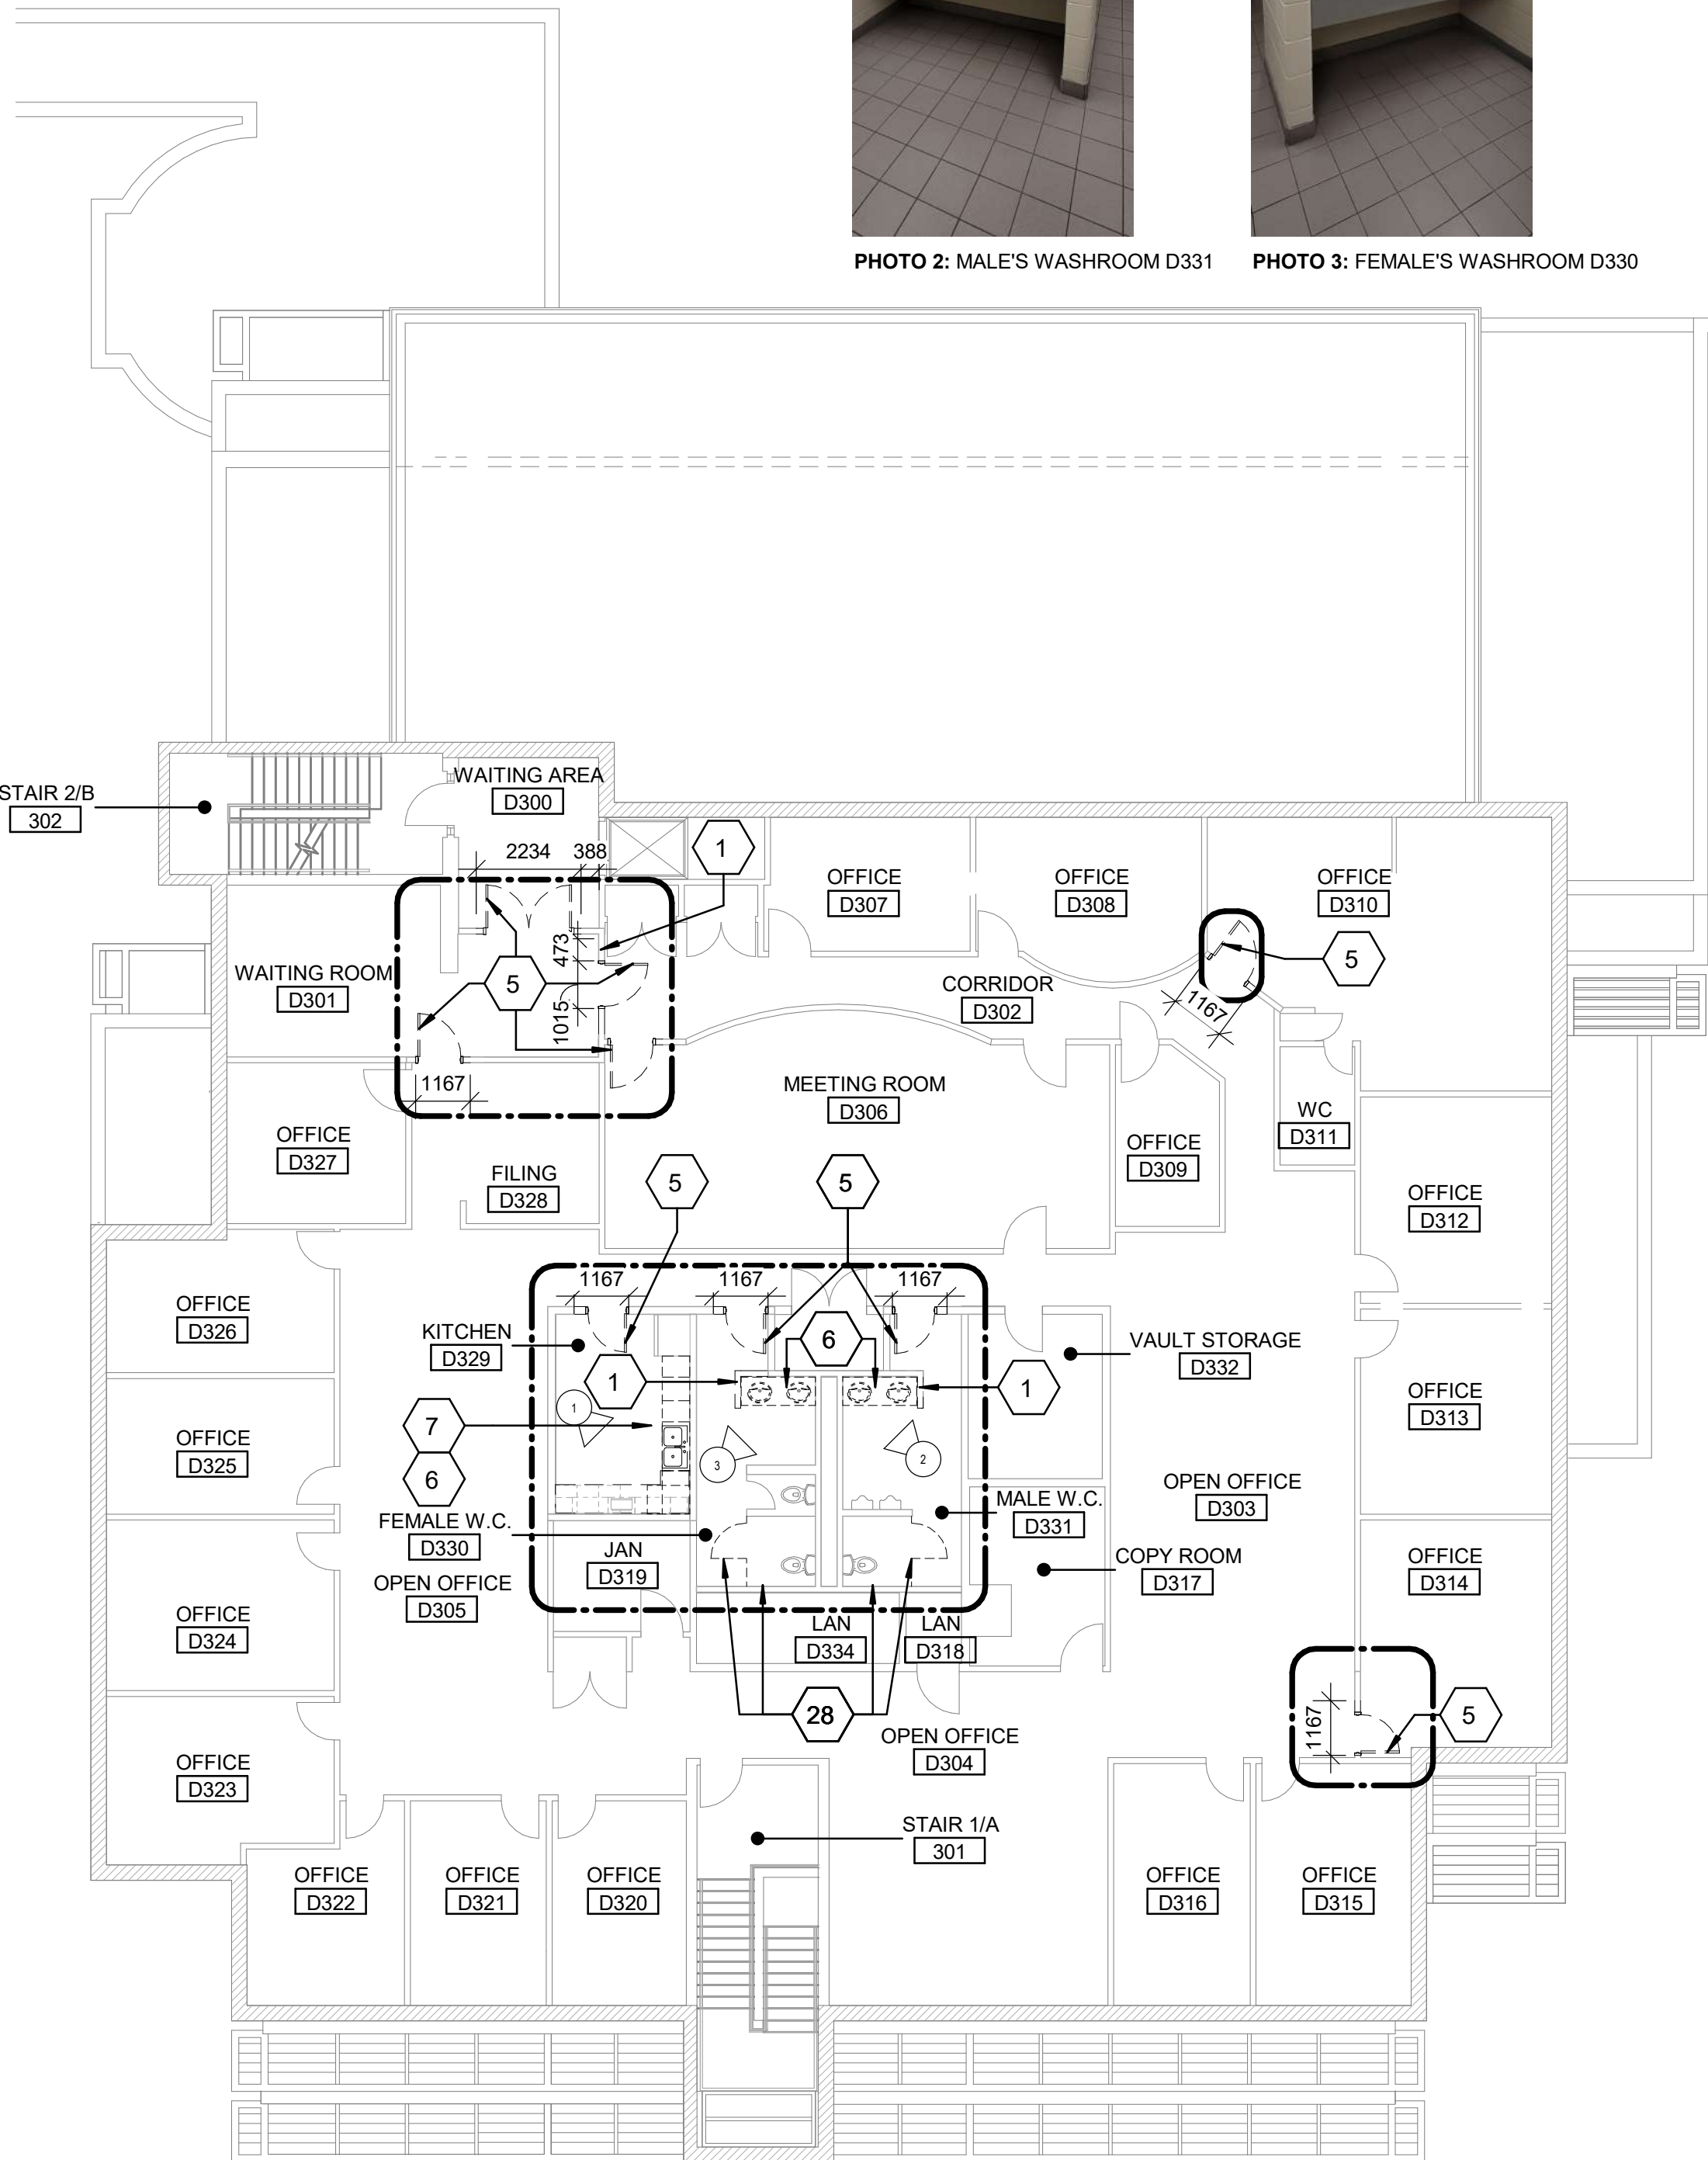 PHOTO 2: MALE'S WASHROOM D331
PHOTO 3: FEMALE'S WASHROOM D330
STAIR 2/B
302
WAITING AREA
D300
2234
388
1
OFFICE
D307
OFFICE
D308
OFFICE
D310
473
5
WAITING ROOM
D301
5
1015
CORRIDOR
D302
1167
1167
MEETING ROOM
D306
WC
D311
OFFICE
D327
OFFICE
D309
FILING
D328
5
5
OFFICE
D312
1167
1167
1167
OFFICE
D326
KITCHEN
D329
6
VAULT STORAGE
D332
1
1
1
OFFICE
D313
7
6
OFFICE
D325
3
2
OPEN OFFICE
D303
MALE W.C.
D331
FEMALE W.C.
D330
JAN
D319
COPY ROOM
D317
OFFICE
D314
OPEN OFFICE
D305
OFFICE
D324
LAN
D334
LAN
D318
28
1167
5
OPEN OFFICE
D304
OFFICE
D323
STAIR 1/A
301
OFFICE
D322
OFFICE
D321
OFFICE
D320
OFFICE
D316
OFFICE
D315